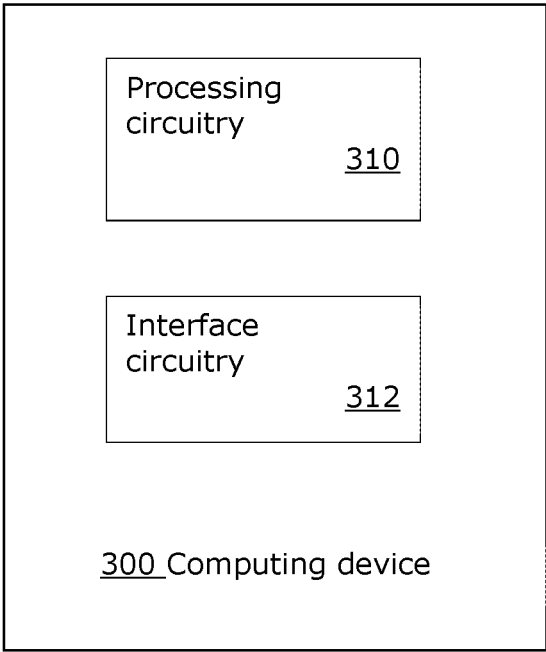 Processing
circuitry
310
Interface
circuitry
312
300 Computing device